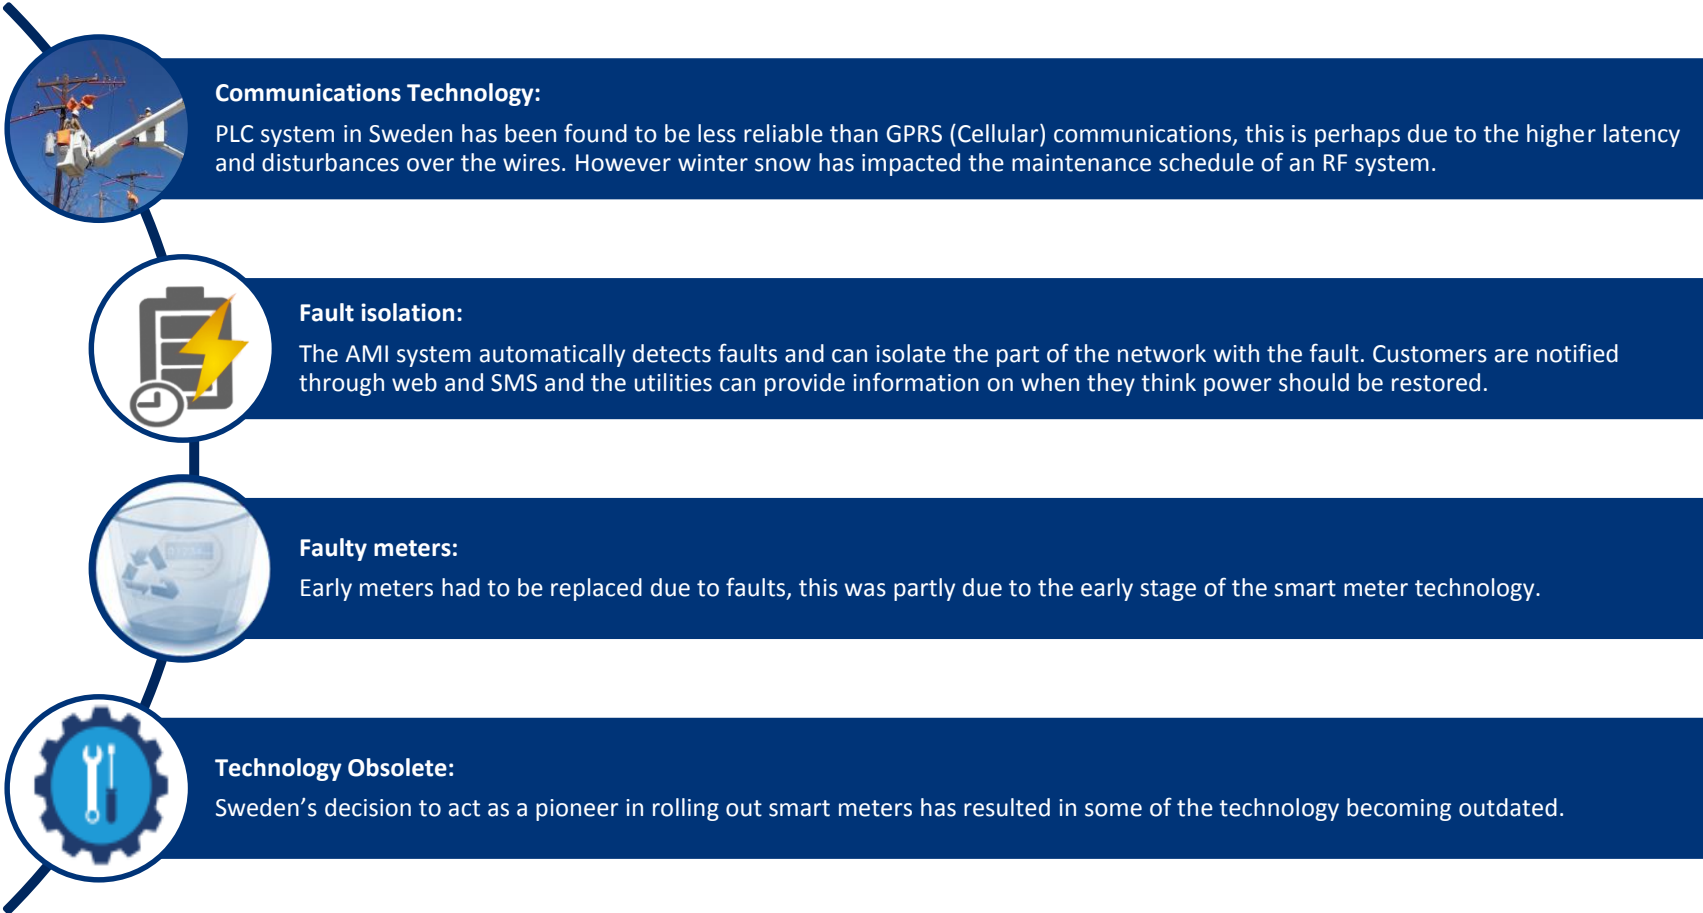 Communications Technology:
PLC system in Sweden has been found to be less reliable than GPRS (Cellular) communications, this is perhaps due to the higher latency
and disturbances over the wires. However winter snow has impacted the maintenance schedule of an RF system.
Fault isolation:
The AMI system automatically detects faults and can isolate the part of the network with the fault. Customers are notified
through web and SMS and the utilities can provide information on when they think power should be restored.
Faulty meters:
Early meters had to be replaced due to faults, this was partly due to the early stage of the smart meter technology.
Technology Obsolete:
Sweden’s decision to act as a pioneer in rolling out smart meters has resulted in some of the technology becoming outdated.